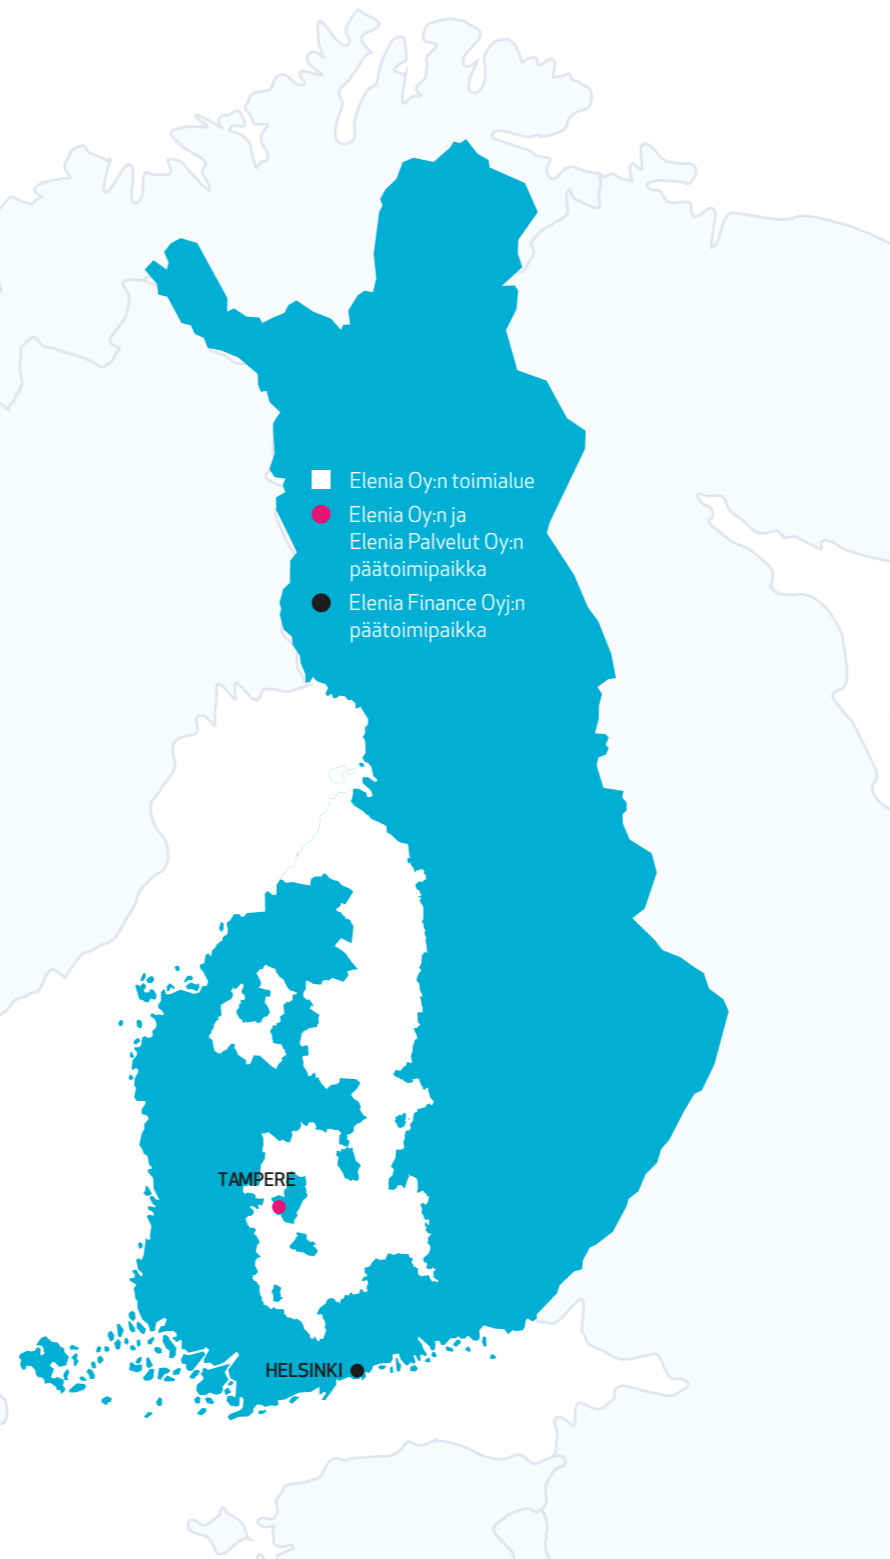 Elenia Oy:n toimialue
Elenia Oy:n ja
Elenia Palvelut Oy:n
päätoimipaikka
Elenia Finance Oyj:n
päätoimipaikka
TAMPERE
HELSINKI